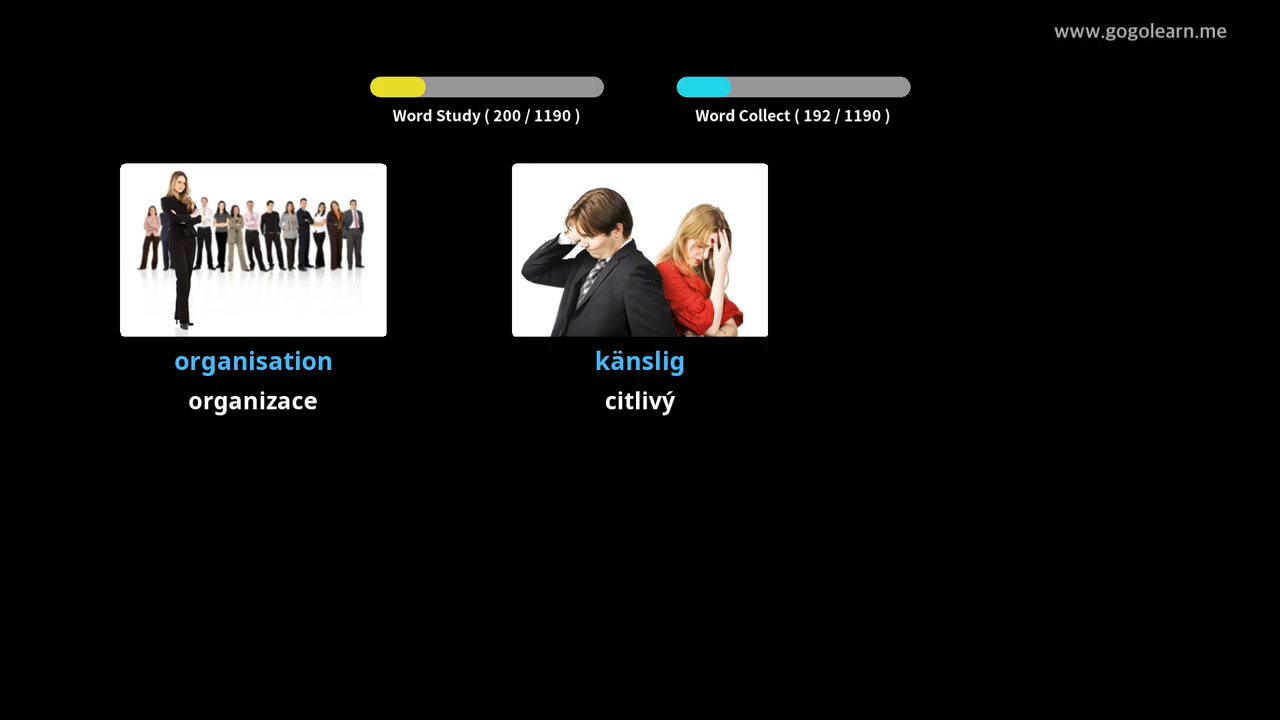 www.gogolearn.me
Word Study ( 200 / 1190 )
Word Collect ( 192 / 1190 )
organisation
organizace
känslig
citlivý